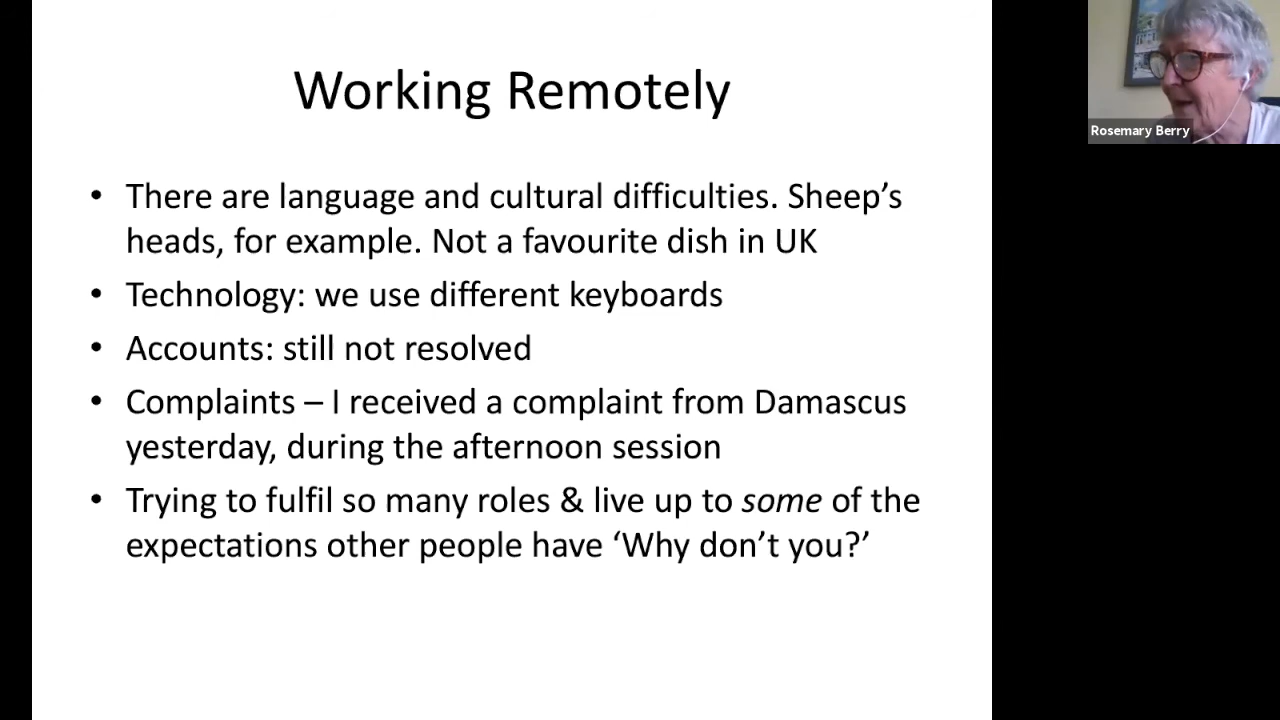 Working Remotely
• There are language and cultural difficulties. Sheep’s
heads, for example. Not a favourite dish in UK
• Technology: we use different keyboards
• Accounts: still not resolved
• Complaints – I received a complaint from Damascus
yesterday, during the afternoon session
• Trying to fulfil so many roles & live up to some of the
expectations other people have ‘Why don’t you?’
Rosemary Berry